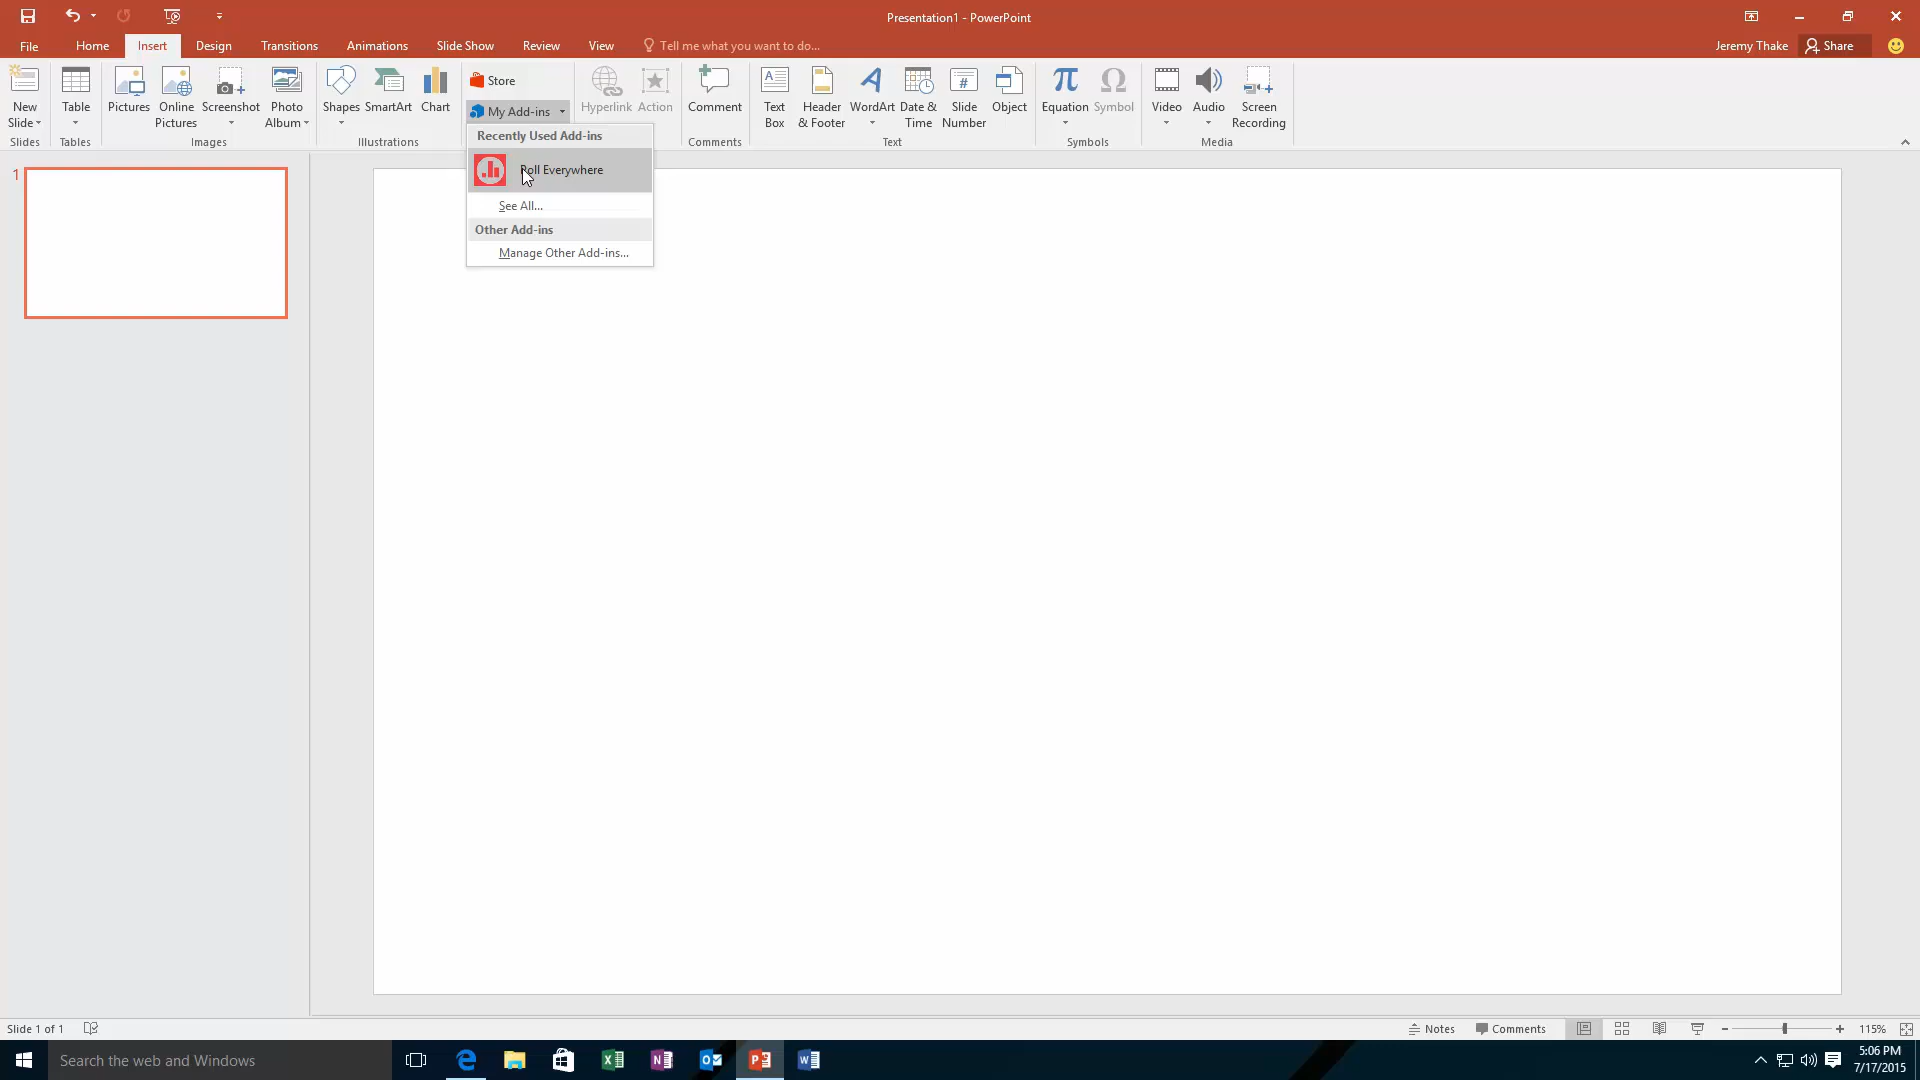 Presentation1 - PowerPoint
File Home Insert Design Transitions Animations Slide Show Review View Tell me what you want to do... Jeremy Thake Share
New Slide
Table
Pictures
Online Pictures
Screenshot
Photo Album
Shapes
SmartArt
Chart
Store
My Add-ins
Hyperlink
Action
Comment
Text Box
Header & Footer
WordArt
Date & Time
Slide Number
Object
Equation
Symbol
Video
Audio
Screen Recording
Slides Tables Images Illustrations Comments Text Symbols Media
Recently Used Add-ins
Poll Everywhere
See All...
Other Add-ins
Manage Other Add-ins...
1
Slide 1 of 1 Notes Comments 115%
Search the web and Windows
5:06 PM
7/17/2015